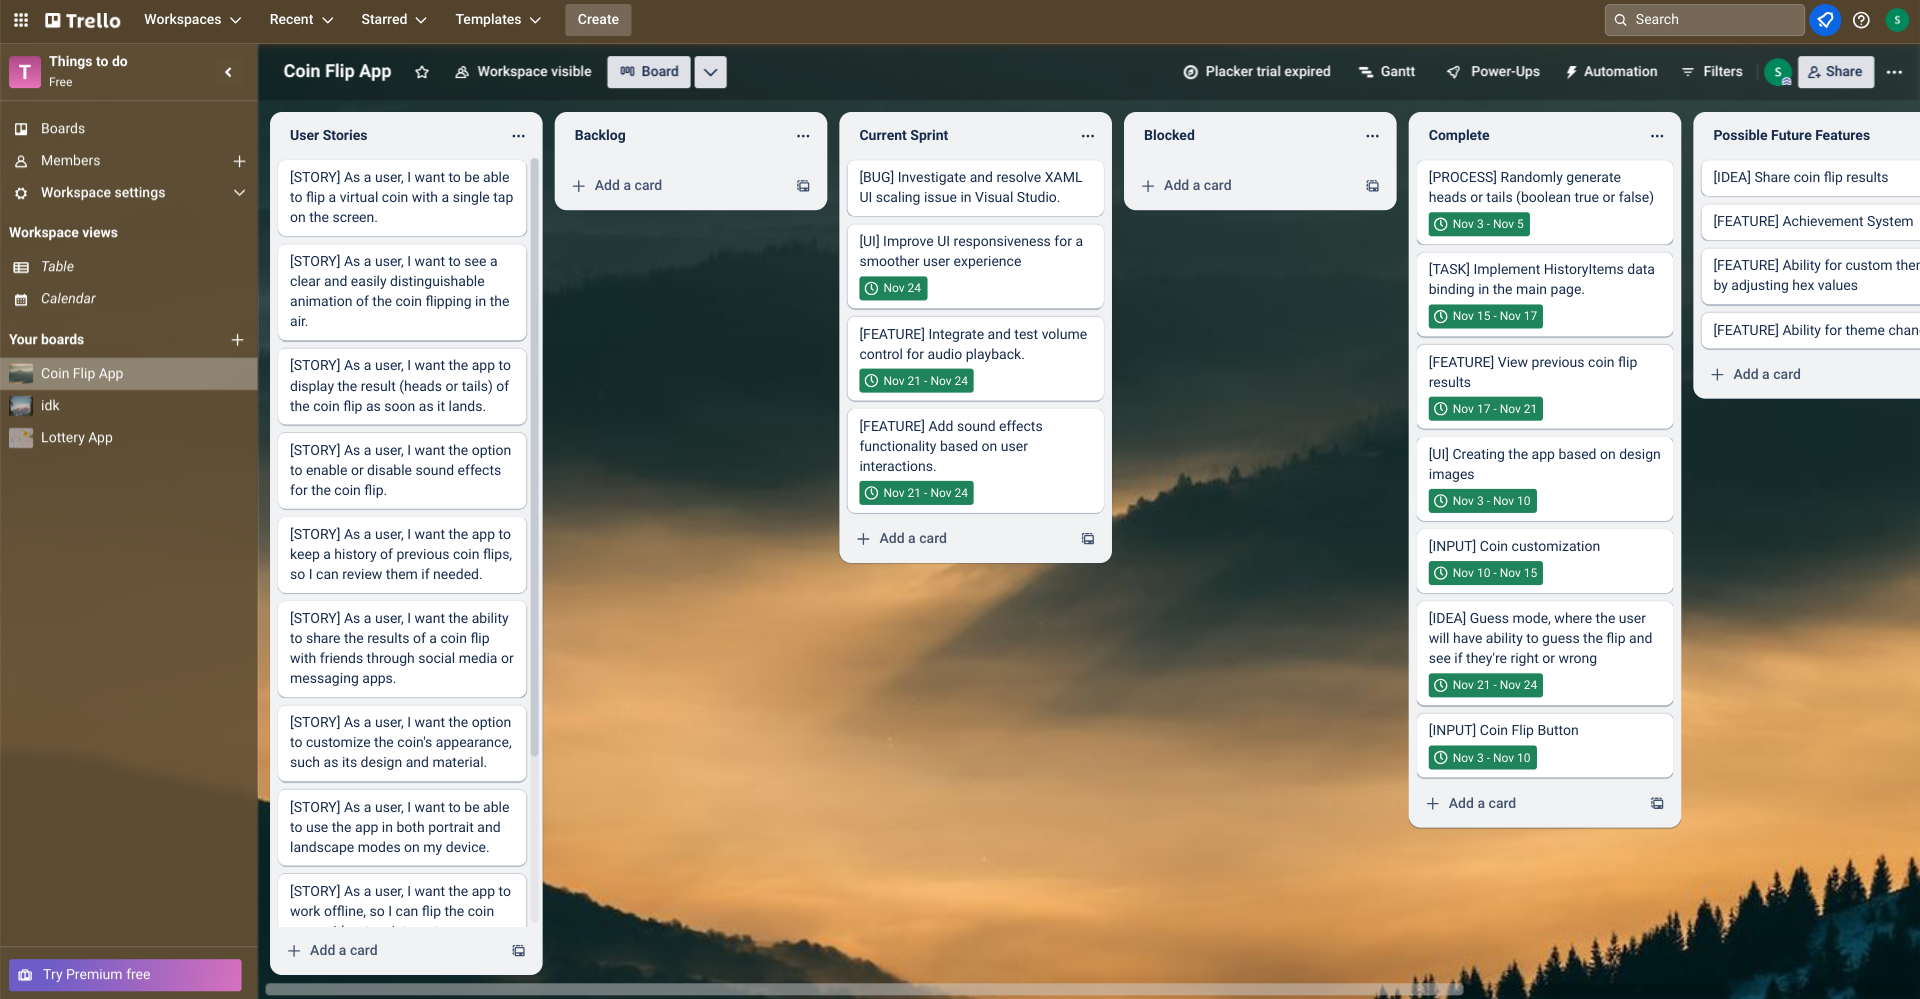 Trello
Workspaces
Recent
Starred
Templates
Create
Search
S
T
Things to do
Free
Boards
Members
Workspace settings
Workspace views
Table
Calendar
Your boards
Coin Flip App
idk
Lottery App
Try Premium free
Coin Flip App
Workspace visible
Board
Placker trial expired
Gantt
Power-Ups
Automation
Filters
S
Share
User Stories
[STORY] As a user, I want to be able
to flip a virtual coin with a single tap
on the screen.
[STORY] As a user, I want to see a
clear and easily distinguishable
animation of the coin flipping in the
air.
[STORY] As a user, I want the app to
display the result (heads or tails) of
the coin flip as soon as it lands.
[STORY] As a user, I want the option
to enable or disable sound effects
for the coin flip.
[STORY] As a user, I want the app to
keep a history of previous coin flips,
so I can review them if needed.
[STORY] As a user, I want the ability
to share the results of a coin flip
with friends through social media or
messaging apps.
[STORY] As a user, I want the option
to customize the coin's appearance,
such as its design and material.
[STORY] As a user, I want to be able
to use the app in both portrait and
landscape modes on my device.
[STORY] As a user, I want the app to
work offline, so I can flip the coin
Add a card
Backlog
Add a card
Current Sprint
[BUG] Investigate and resolve XAML
UI scaling issue in Visual Studio.
[UI] Improve UI responsiveness for a
smoother user experience
Nov 24
[FEATURE] Integrate and test volume
control for audio playback.
Nov 21 - Nov 24
[FEATURE] Add sound effects
functionality based on user
interactions.
Nov 21 - Nov 24
Add a card
Blocked
Add a card
Complete
[PROCESS] Randomly generate
heads or tails (boolean true or false)
Nov 3 - Nov 5
[TASK] Implement HistoryItems data
binding in the main page.
Nov 15 - Nov 17
[FEATURE] View previous coin flip
results
Nov 17 - Nov 21
[UI] Creating the app based on design
images
Nov 3 - Nov 10
[INPUT] Coin customization
Nov 10 - Nov 15
[IDEA] Guess mode, where the user
will have ability to guess the flip and
see if they're right or wrong
Nov 21 - Nov 24
[INPUT] Coin Flip Button
Nov 3 - Nov 10
Add a card
Possible Future Features
[IDEA] Share coin flip results
[FEATURE] Achievement System
[FEATURE] Ability for custom
by adjusting hex values
[FEATURE] Ability for theme
Add a card